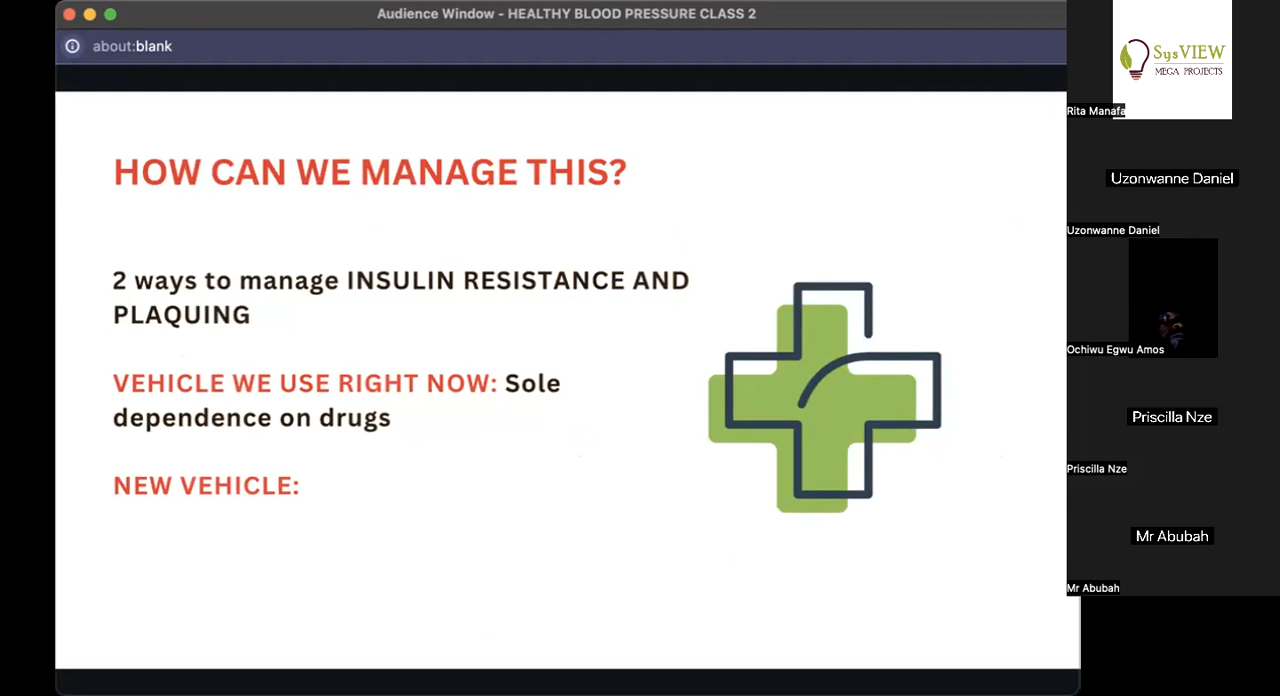 Audience Window - HEALTHY BLOOD PRESSURE CLASS 2
about:blank
HOW CAN WE MANAGE THIS?
2 ways to manage INSULIN RESISTANCE AND
PLAQUING
VEHICLE WE USE RIGHT NOW: Sole
dependence on drugs
NEW VEHICLE:
SysVIEW
MEGA PROJECTS
Rita Manafa
Uzonwanne Daniel
Uzonwanne Daniel
Ochiwu Egwu Amos
Priscilla Nze
Priscilla Nze
Mr Abubah
Mr Abubah